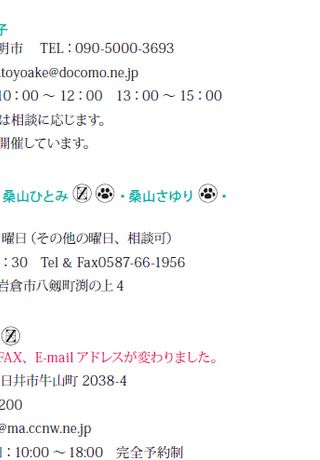 子
明市　TEL：090-5000-3693
toyoake@docomo.ne.jp
10：00 〜 12：00　13：00 〜 15：00
は相談に応じます。
開催しています。
桑山ひとみ Ⓩ ・桑山さゆり ・
曜日（その他の曜日、相談可）
：30　Tel & Fax0587-66-1956
岩倉市八剱町渕の上 4
Ⓩ
FAX、E-mail アドレスが変わりました。
日井市牛山町 2038-4
200
@ma.ccnw.ne.jp
：10:00 〜 18:00　完全予約制